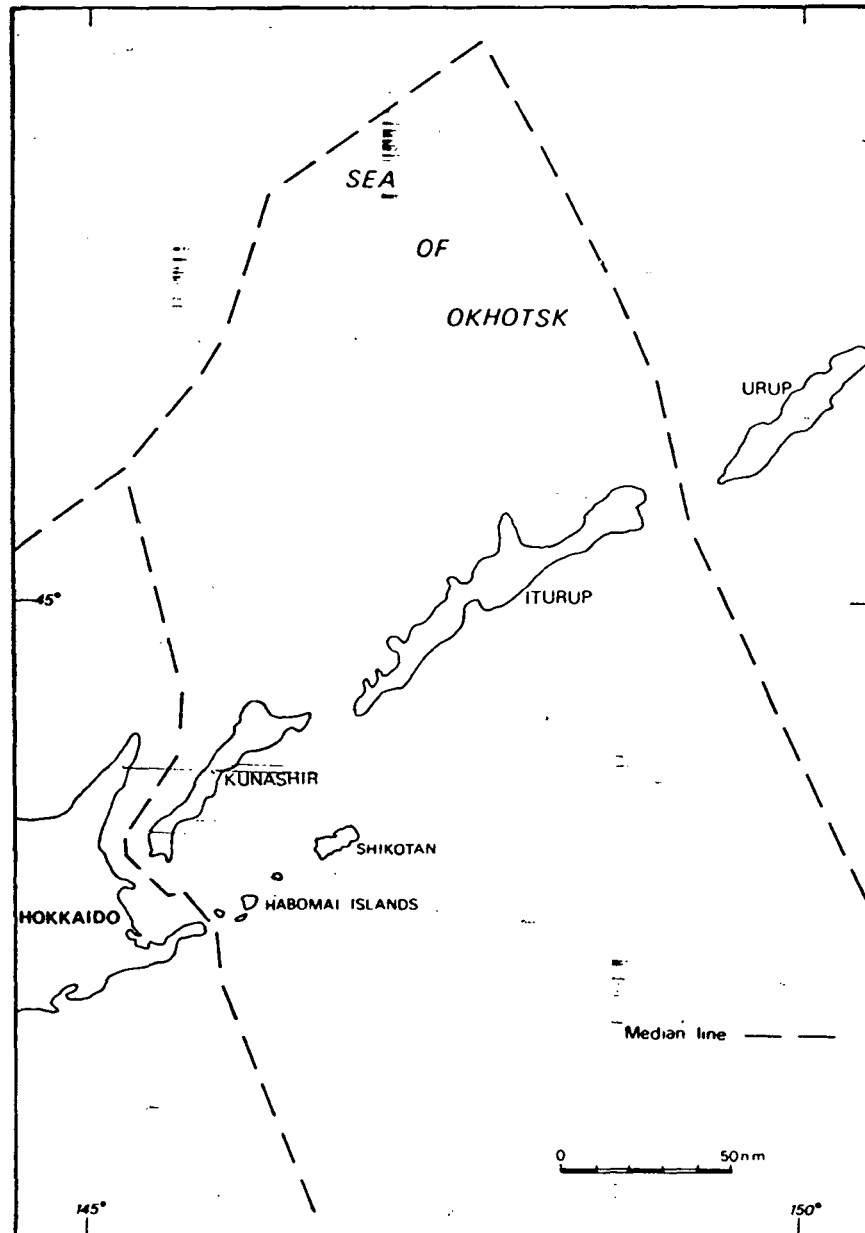 SEA
OF
OKHOTSK
URUP
45°
ITURUP
KUNASHIR
SHIKOTAN
HABOMAI ISLANDS
HOKKAIDO
Median line
0 50nm
145° 150°